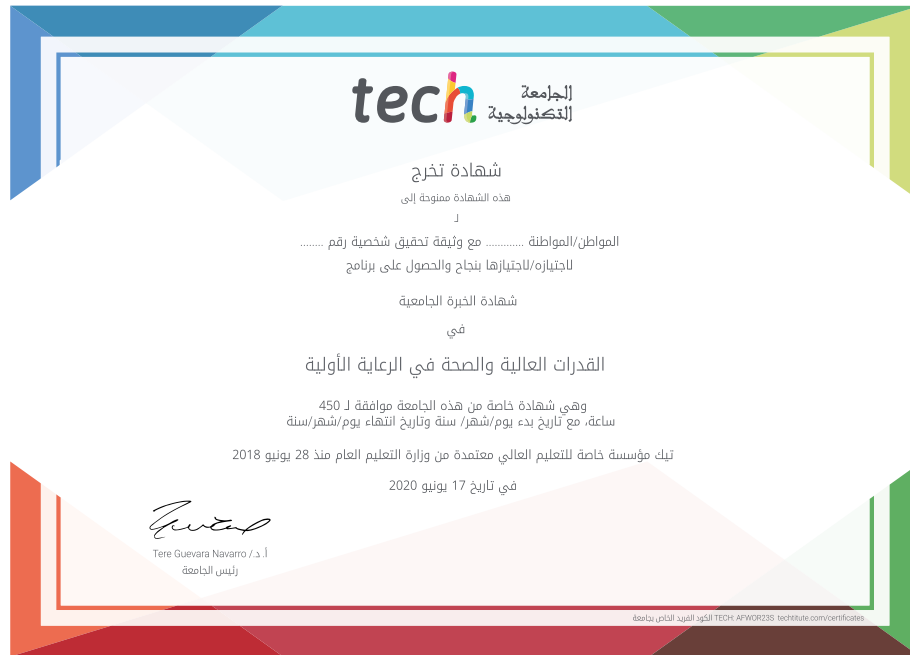 tech الجامعة
التكنولوجية
شهادة تخرج
هذه الشهادة ممنوحة إلى
لـ
المواطن/المواطنة ............. مع وثيقة تحقيق شخصية رقم ........
لاجتيازه/لاجتيازها بنجاح والحصول على برنامج
شهادة الخبرة الجامعية
في
القدرات العالية والصحة في الرعاية الأولية
وهي شهادة خاصة من هذه الجامعة موافقة لـ 450
ساعة، مع تاريخ بدء يوم/شهر/ سنة وتاريخ انتهاء يوم/شهر/سنة
تيك مؤسسة خاصة للتعليم العالي معتمدة من وزارة التعليم العام منذ 28 يونيو 2018
في تاريخ 17 يونيو 2020
أ. د./ Tere Guevara Navarro
رئيس الجامعة
الكود الفريد الخاص بجامعة TECH: AFWOR23S techtitute.com/certificates